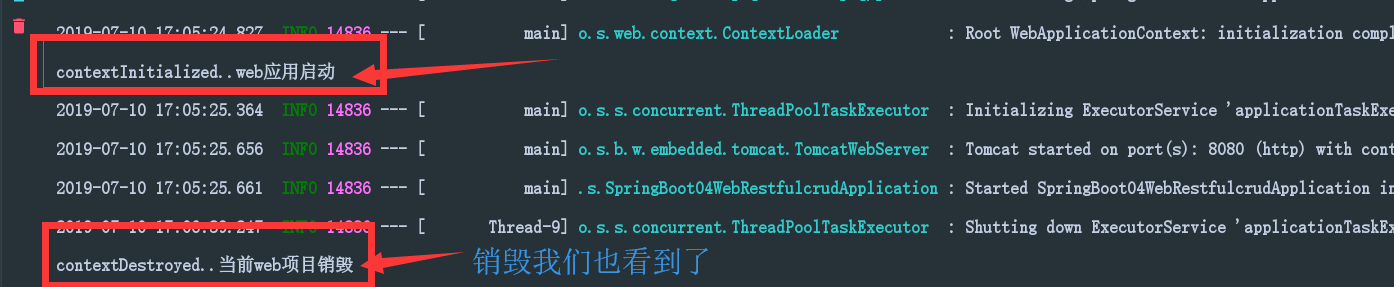 2019-07-10 17:05:24.827 INFO 14836 --- [ main] o.s.web.context.ContextLoader : Root WebApplicationContext: initialization compl
contextInitialized..web应用启动
2019-07-10 17:05:25.364 INFO 14836 --- [ main] o.s.s.concurrent.ThreadPoolTaskExecutor : Initializing ExecutorService 'applicationTaskExe
2019-07-10 17:05:25.656 INFO 14836 --- [ main] o.s.b.w.embedded.tomcat.TomcatWebServer : Tomcat started on port(s): 8080 (http) with cont
2019-07-10 17:05:25.661 INFO 14836 --- [ main] .s.SpringBoot04WebRestfulcrudApplication : Started SpringBoot04WebRestfulcrudApplication in
2019-07-10 INFO 14836 --- [ Thread-9] o.s.s.concurrent.ThreadPoolTaskExecutor : Shutting down ExecutorService 'applicationTaskExe
contextDestroyed..当前web项目销毁 销毁我们也看到了